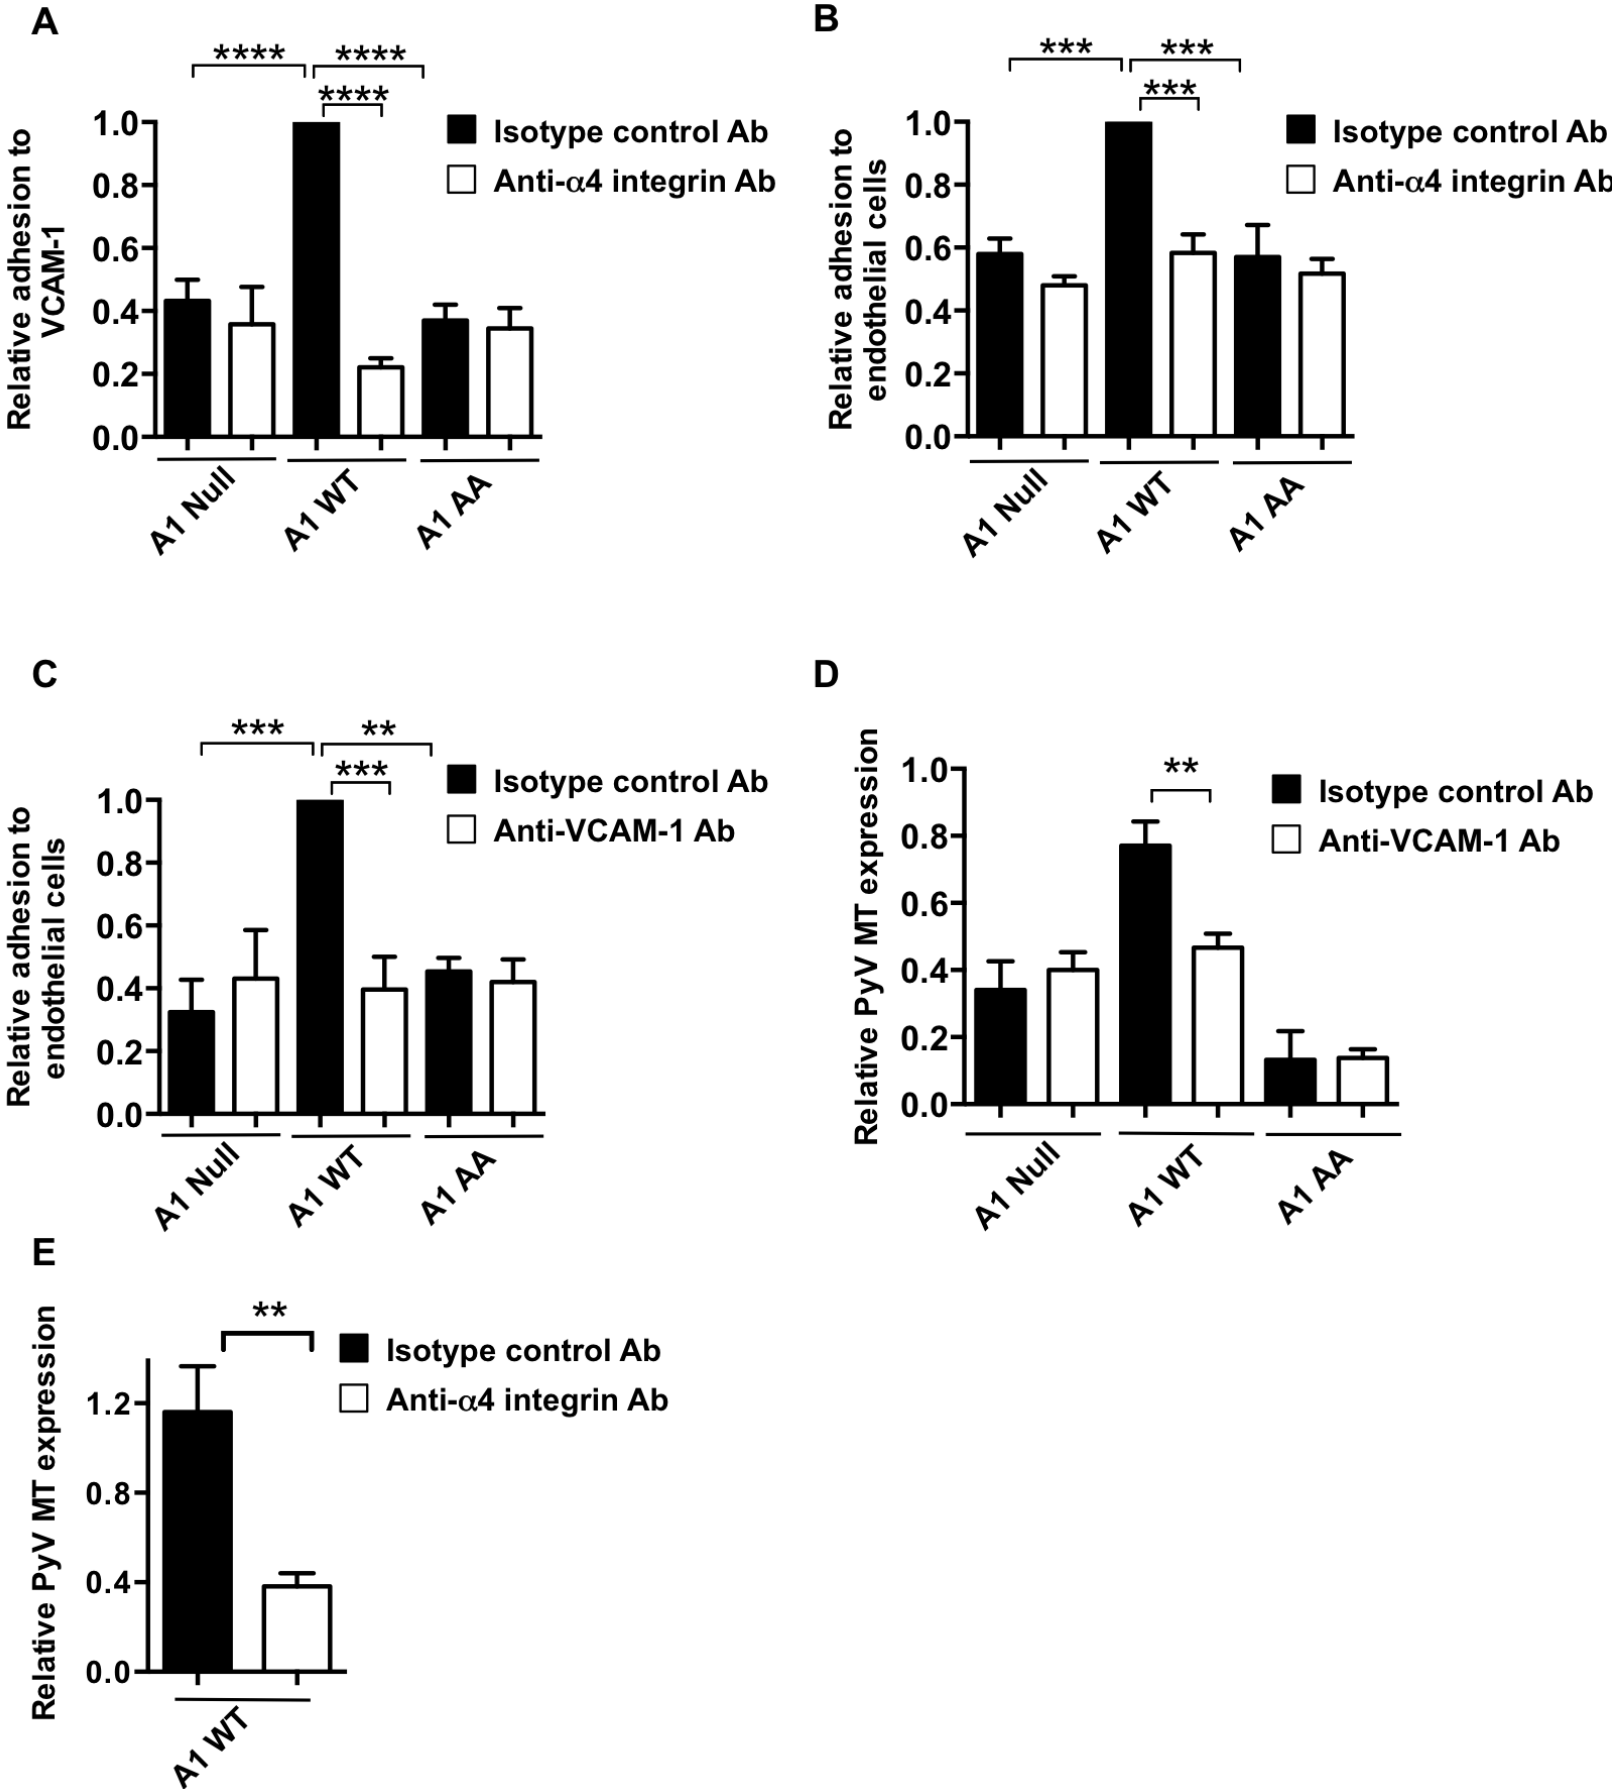 A
****
****
****
Relative adhesion to
VCAM-1
1.0
0.8
0.6
0.4
0.2
0.0
Isotype control Ab
Anti-α4 integrin Ab
A1 Null
A1 WT
A1 AA
B
***
***
***
Relative adhesion to
endothelial cells
1.0
0.8
0.6
0.4
0.2
0.0
Isotype control Ab
Anti-α4 integrin Ab
A1 Null
A1 WT
A1 AA
C
***
**
***
Relative adhesion to
endothelial cells
1.0
0.8
0.6
0.4
0.2
0.0
Isotype control Ab
Anti-VCAM-1 Ab
A1 Null
A1 WT
A1 AA
D
**
Relative PyV MT expression
1.0
0.8
0.6
0.4
0.2
0.0
Isotype control Ab
Anti-VCAM-1 Ab
A1 Null
A1 WT
A1 AA
E
**
Relative PyV MT expression
1.2
0.8
0.4
0.0
Isotype control Ab
Anti-α4 integrin Ab
A1 WT